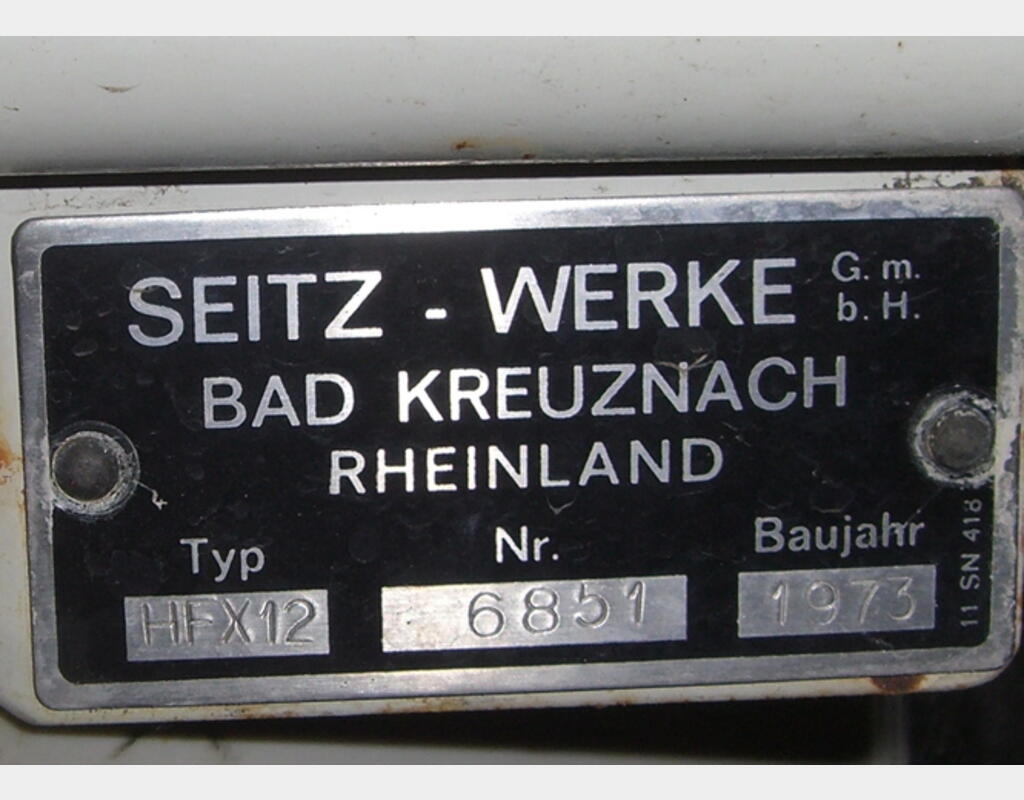 SEITZ - WERKE G. m. b. H.
BAD KREUZNACH
RHEINLAND
Typ Nr. Baujahr
HFX12 6851 1973
11 SN 418